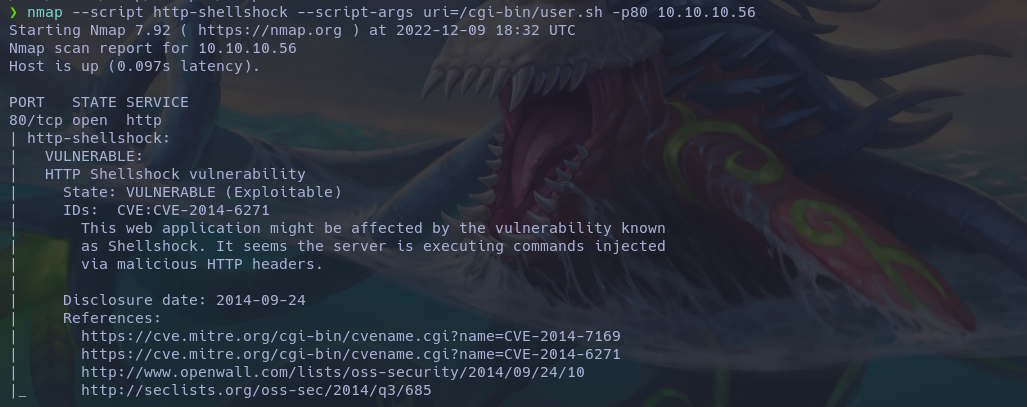 ❯ nmap --script http-shellshock --script-args uri=/cgi-bin/user.sh -p80 10.10.10.56
Starting Nmap 7.92 ( https://nmap.org ) at 2022-12-09 18:32 UTC
Nmap scan report for 10.10.10.56
Host is up (0.097s latency).

PORT   STATE SERVICE
80/tcp open  http
| http-shellshock:
|   VULNERABLE:
|   HTTP Shellshock vulnerability
|     State: VULNERABLE (Exploitable)
|     IDs:  CVE:CVE-2014-6271
|       This web application might be affected by the vulnerability known
|       as Shellshock. It seems the server is executing commands injected
|       via malicious HTTP headers.
|
|     Disclosure date: 2014-09-24
|     References:
|       https://cve.mitre.org/cgi-bin/cvename.cgi?name=CVE-2014-7169
|       https://cve.mitre.org/cgi-bin/cvename.cgi?name=CVE-2014-6271
|       http://www.openwall.com/lists/oss-security/2014/09/24/10
|_      http://seclists.org/oss-sec/2014/q3/685